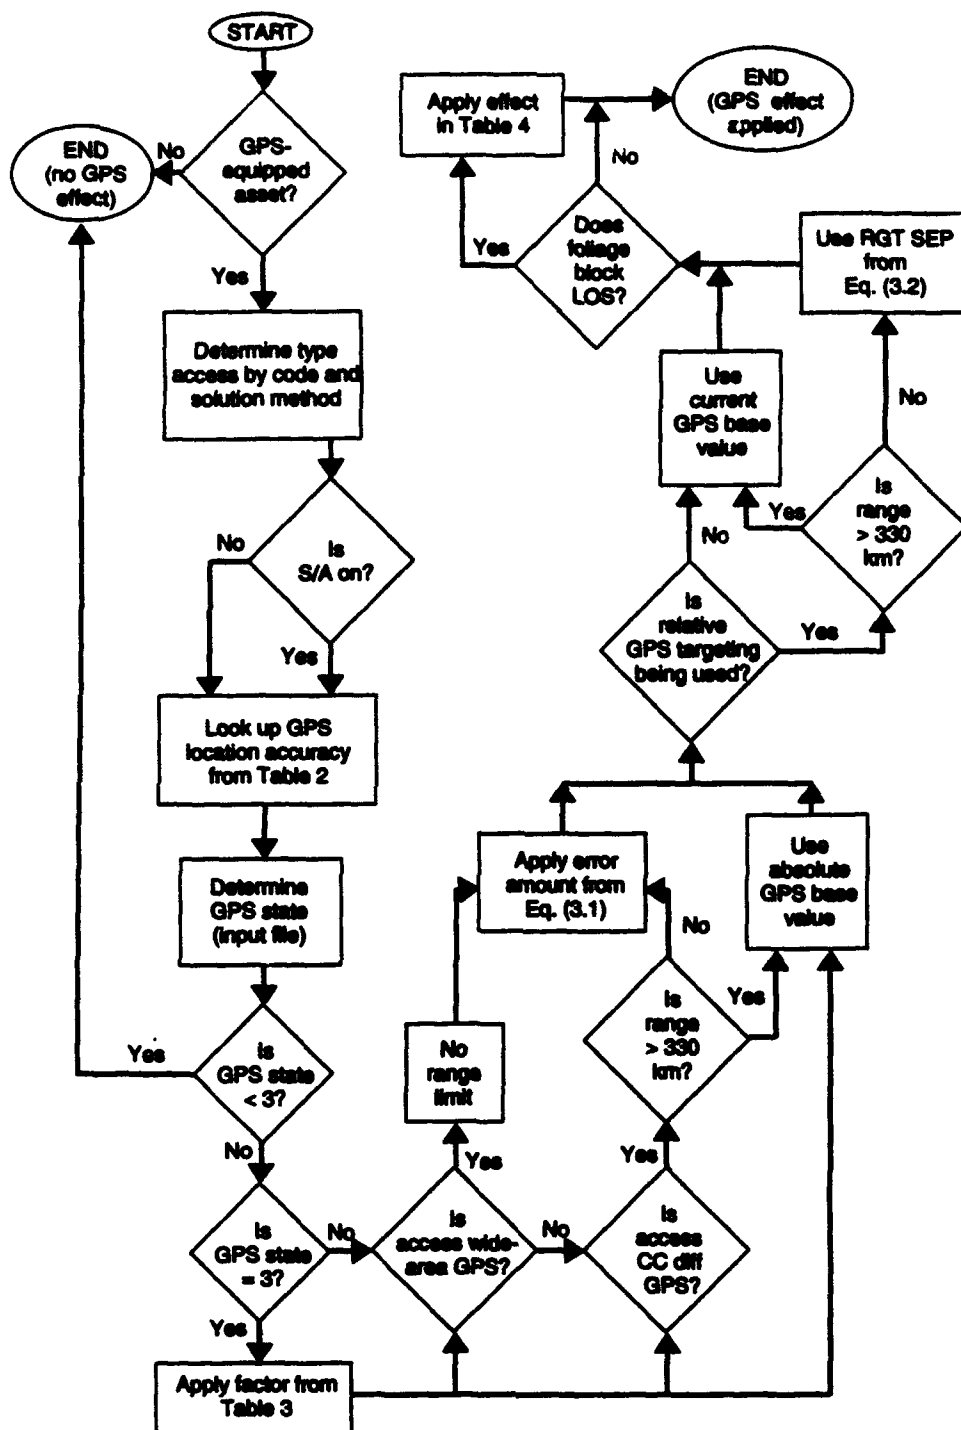 START
GPS-
equipped
asset?
No
END
(no GPS
effect)
Yes
Determine type
access by code and
solution method
Is
S/A on?
No
Yes
Look up GPS
location accuracy
from Table 2
Determine
GPS state
(input file)
Is
GPS state
< 3?
Yes
No
Is
GPS state
= 3?
No
Yes
Apply factor from
Table 3
Is
access wide-
area GPS?
Yes
No
No
range
limit
Is
access
CC diff
GPS?
Yes
Is
range
> 330
km?
No
Yes
Apply error
amount from
Eq. (3.1)
Use
absolute
GPS base
value
Is
relative
GPS targeting
being used?
No
Yes
Is
range
> 330
km?
Yes
No
Use
current
GPS base
value
Use RGT SEP
from
Eq. (3.2)
Does
foliage
block
LOS?
Yes
No
Apply effect
in Table 4
END
(GPS effect
applied)